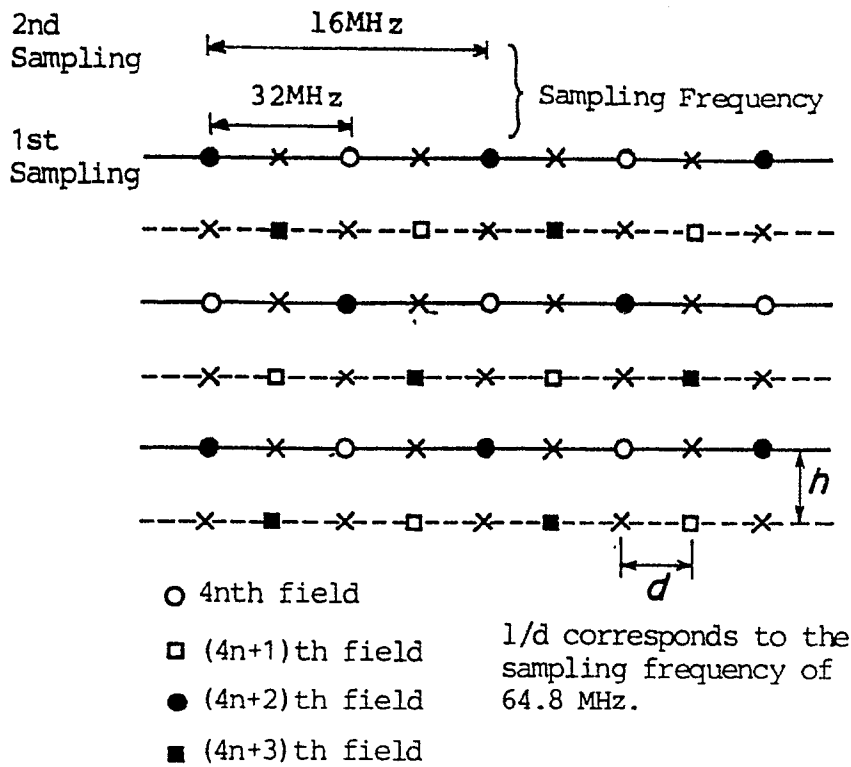 2nd
Sampling
16MHz
32MHz
Sampling Frequency
1st
Sampling
h
d
4nth field
(4n+1)th field
(4n+2)th field
(4n+3)th field
1/d corresponds to the
sampling frequency of
64.8 MHz.